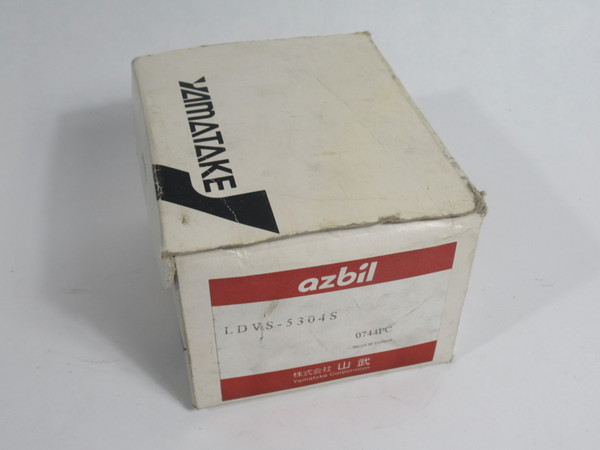 YAMATAKE
azbil
LDVS-5304S
0744PC
株式会社 山武
Yamatake Corporation